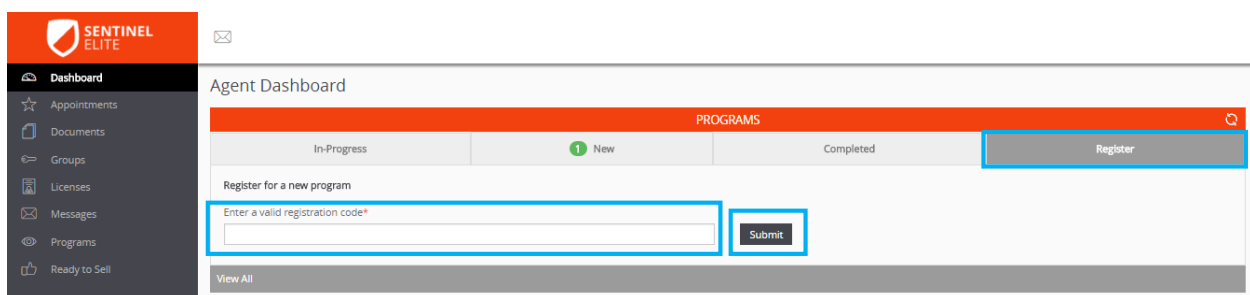 SENTINEL
ELITE
Dashboard
Appointments
Documents
Groups
Licenses
Messages
Programs
Ready to Sell
Agent Dashboard
PROGRAMS
In-Progress
1 New
Completed
Register
Register for a new program
Enter a valid registration code*
Submit
View All